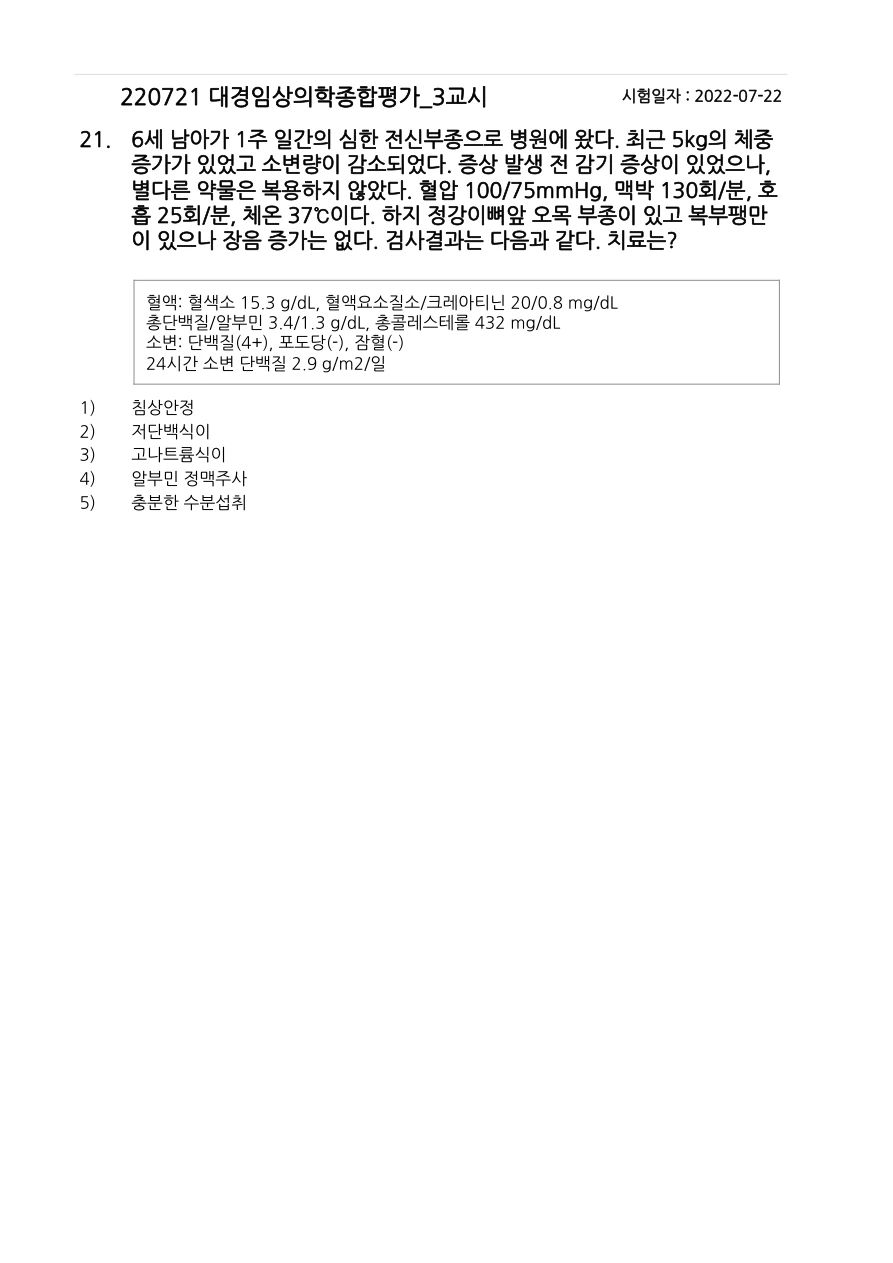 220721 대경임상의학종합평가_3교시
시험일자 : 2022-07-22
21. 6세 남아가 1주 일간의 심한 전신부종으로 병원에 왔다. 최근 5kg의 체중
증가가 있었고 소변량이 감소되었다. 증상 발생 전 감기 증상이 있었으나,
별다른 약물은 복용하지 않았다. 혈압 100/75mmHg, 맥박 130회/분, 호
흡 25회/분, 체온 37℃이다. 하지 정강이뼈앞 오목 부종이 있고 복부팽만
이 있으나 장음 증가는 없다. 검사결과는 다음과 같다. 치료는?
혈액: 혈색소 15.3 g/dL, 혈액요소질소/크레아티닌 20/0.8 mg/dL
총단백질/알부민 3.4/1.3 g/dL, 총콜레스테롤 432 mg/dL
소변: 단백질(4+), 포도당(-), 잠혈(-)
24시간 소변 단백질 2.9 g/m2/일
1) 침상안정
2) 저단백식이
3) 고나트륨식이
4) 알부민 정맥주사
5) 충분한 수분섭취